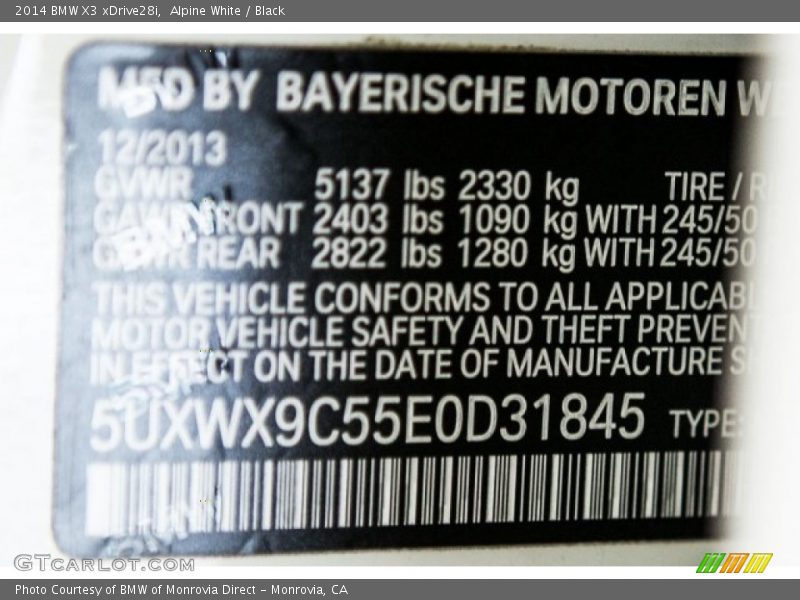 2014 BMW X3 xDrive28i,  Alpine White / Black
MFD BY BAYERISCHE MOTOREN W
12/2013
GVWR 5137 lbs 2330 kg TIRE / R
GAWR FRONT 2403 lbs 1090 kg WITH 245/50
GAWR REAR 2822 lbs 1280 kg WITH 245/50
THIS VEHICLE CONFORMS TO ALL APPLICABL
MOTOR VEHICLE SAFETY AND THEFT PREVENT
IN EFFECT ON THE DATE OF MANUFACTURE S
5UXWX9C55E0D31845 TYPE:
GTCARLOT.COM
Photo Courtesy of BMW of Monrovia Direct - Monrovia, CA